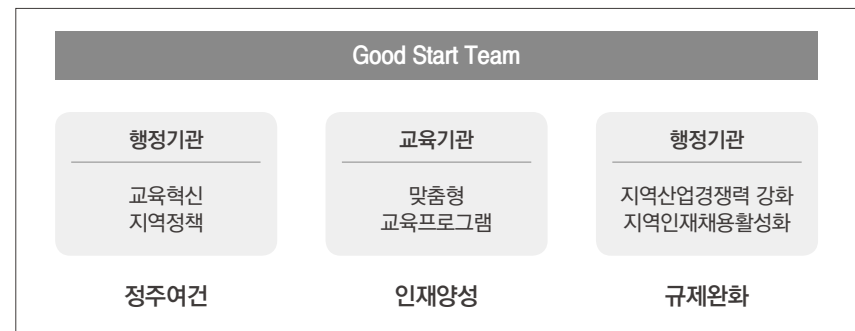 Good Start Team
행정기관
교육혁신
지역정책
정주여건
교육기관
맞춤형
교육프로그램
인재양성
행정기관
지역산업경쟁력 강화
지역인재채용활성화
규제완화